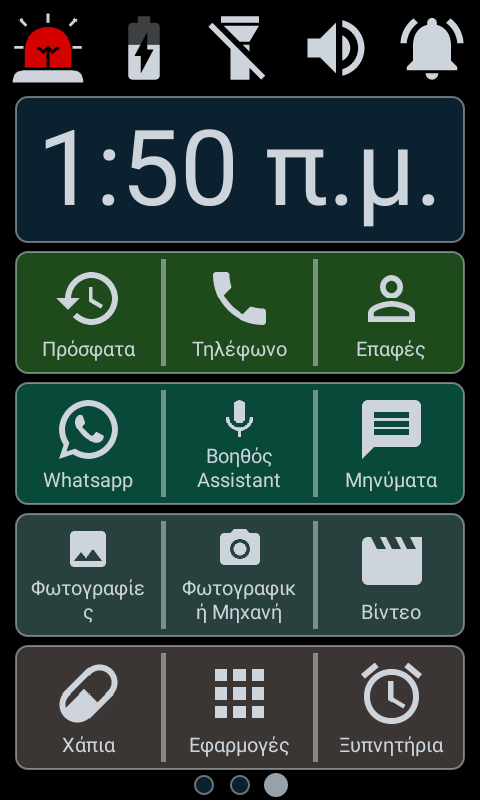 1:50 π.μ.
Πρόσφατα Τηλέφωνο Επαφές
Whatsapp Βοηθός Assistant Μηνύματα
Φωτογραφίε
ς
Φωτογραφικ
ή Μηχανή
Βίντεο
Χάπια Εφαρμογές Ξυπνητήρια